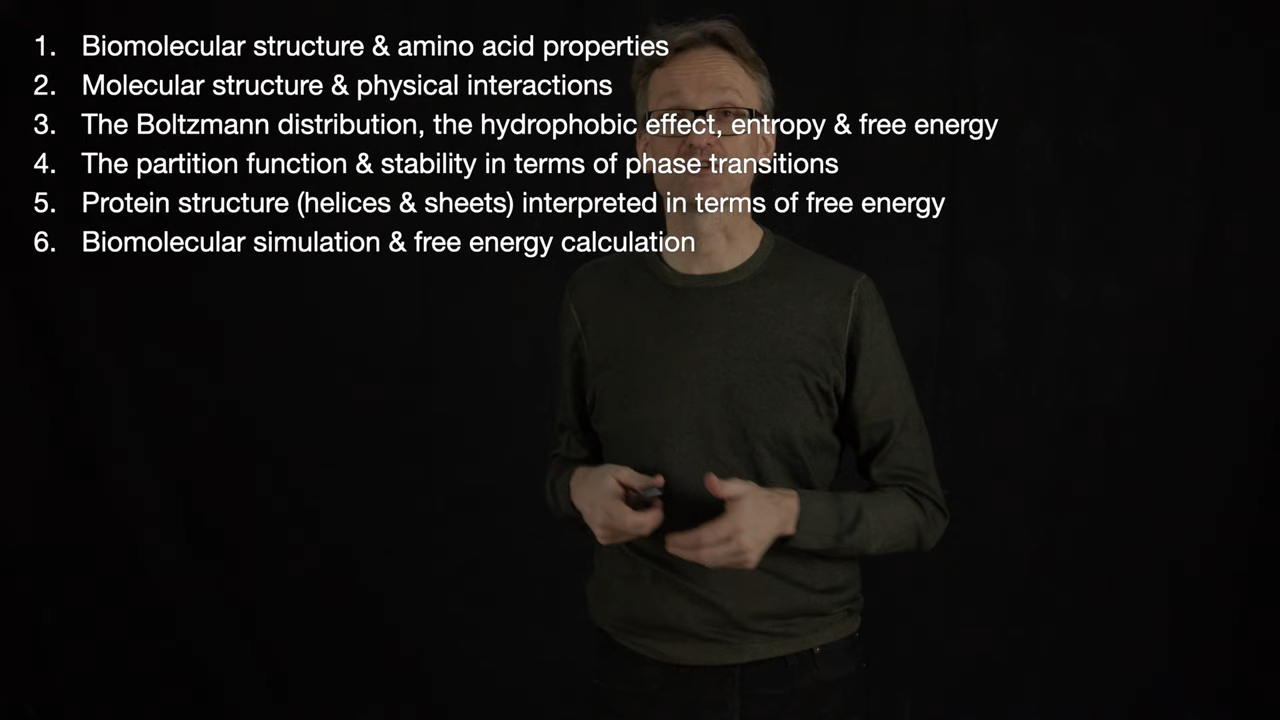 1. Biomolecular structure & amino acid properties
2. Molecular structure & physical interactions
3. The Boltzmann distribution, the hydrophobic effect, entropy & free energy
4. The partition function & stability in terms of phase transitions
5. Protein structure (helices & sheets) interpreted in terms of free energy
6. Biomolecular simulation & free energy calculation